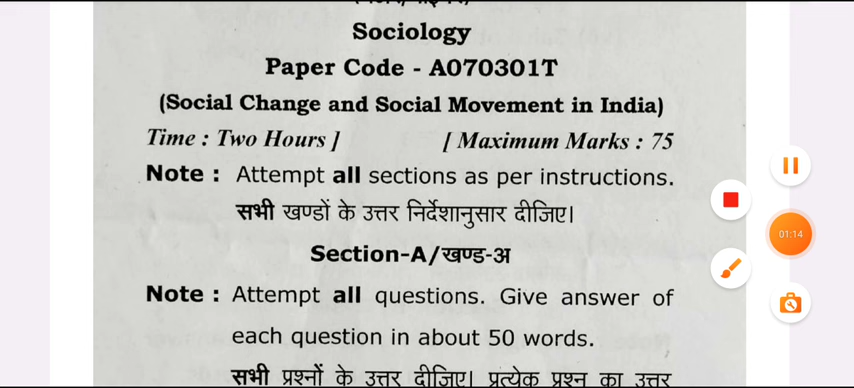 Sociology
Paper Code - A070301T
(Social Change and Social Movement in India)
Time : Two Hours ] [ Maximum Marks : 75
Note : Attempt all sections as per instructions.
सभी खण्डों के उत्तर निर्देशानुसार दीजिए।
Section-A/खण्ड-अ
Note : Attempt all questions. Give answer of
each question in about 50 words.
सभी प्रश्नों के उत्तर दीजिए। प्रत्येक प्रश्न का उत्तर
01:14